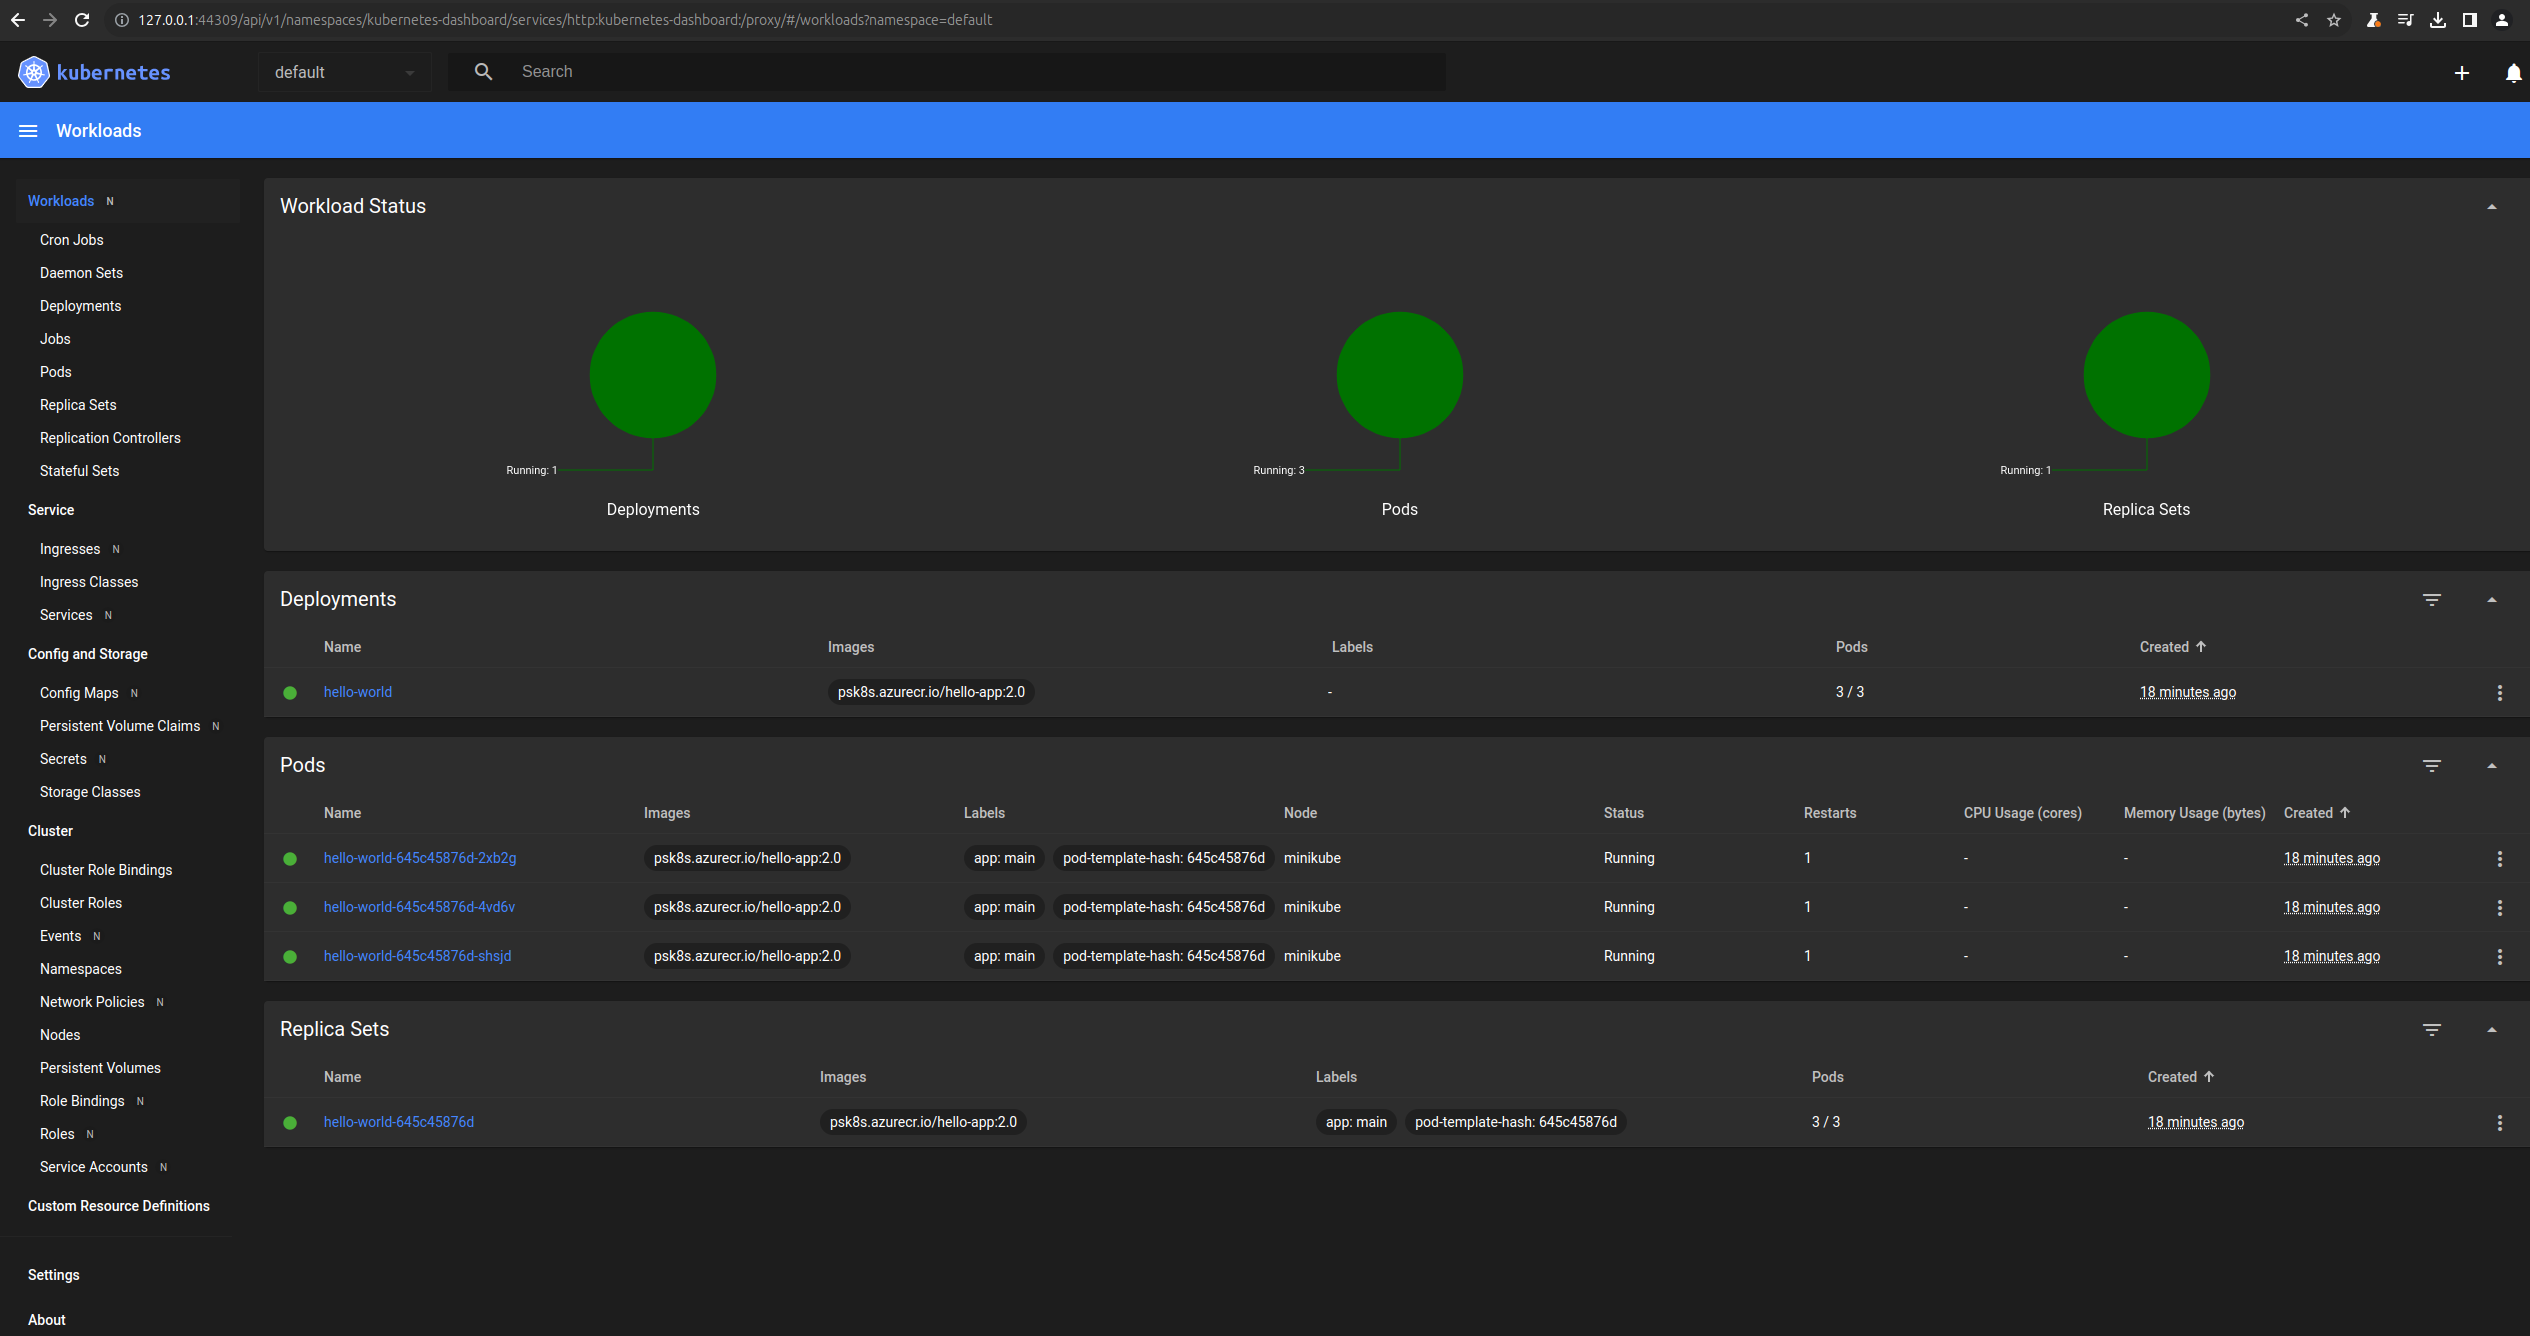 127.0.0.1:44309/api/v1/namespaces/kubernetes-dashboard/services/http:kubernetes-dashboard:/proxy/#/workloads?namespace=default
kubernetes
default
Search
Workloads
Workloads N
Cron Jobs
Daemon Sets
Deployments
Jobs
Pods
Replica Sets
Replication Controllers
Stateful Sets
Service
Ingresses N
Ingress Classes
Services N
Config and Storage
Config Maps N
Persistent Volume Claims N
Secrets N
Storage Classes
Cluster
Cluster Role Bindings
Cluster Roles
Events N
Namespaces
Network Policies N
Nodes
Persistent Volumes
Role Bindings N
Roles N
Service Accounts N
Custom Resource Definitions
Settings
About
Workload Status
Running: 1
Deployments
Running: 3
Pods
Running: 1
Replica Sets
Deployments
Name Images Labels Pods Created
hello-world psk8s.azurecr.io/hello-app:2.0 - 3 / 3 18 minutes ago
Pods
Name Images Labels Node Status Restarts CPU Usage (cores) Memory Usage (bytes) Created
hello-world-645c45876d-2xb2g psk8s.azurecr.io/hello-app:2.0 app: main pod-template-hash: 645c45876d minikube Running 1 - - 18 minutes ago
hello-world-645c45876d-4vd6v psk8s.azurecr.io/hello-app:2.0 app: main pod-template-hash: 645c45876d minikube Running 1 - - 18 minutes ago
hello-world-645c45876d-shsjd psk8s.azurecr.io/hello-app:2.0 app: main pod-template-hash: 645c45876d minikube Running 1 - - 18 minutes ago
Replica Sets
Name Images Labels Pods Created
hello-world-645c45876d psk8s.azurecr.io/hello-app:2.0 app: main pod-template-hash: 645c45876d 3 / 3 18 minutes ago